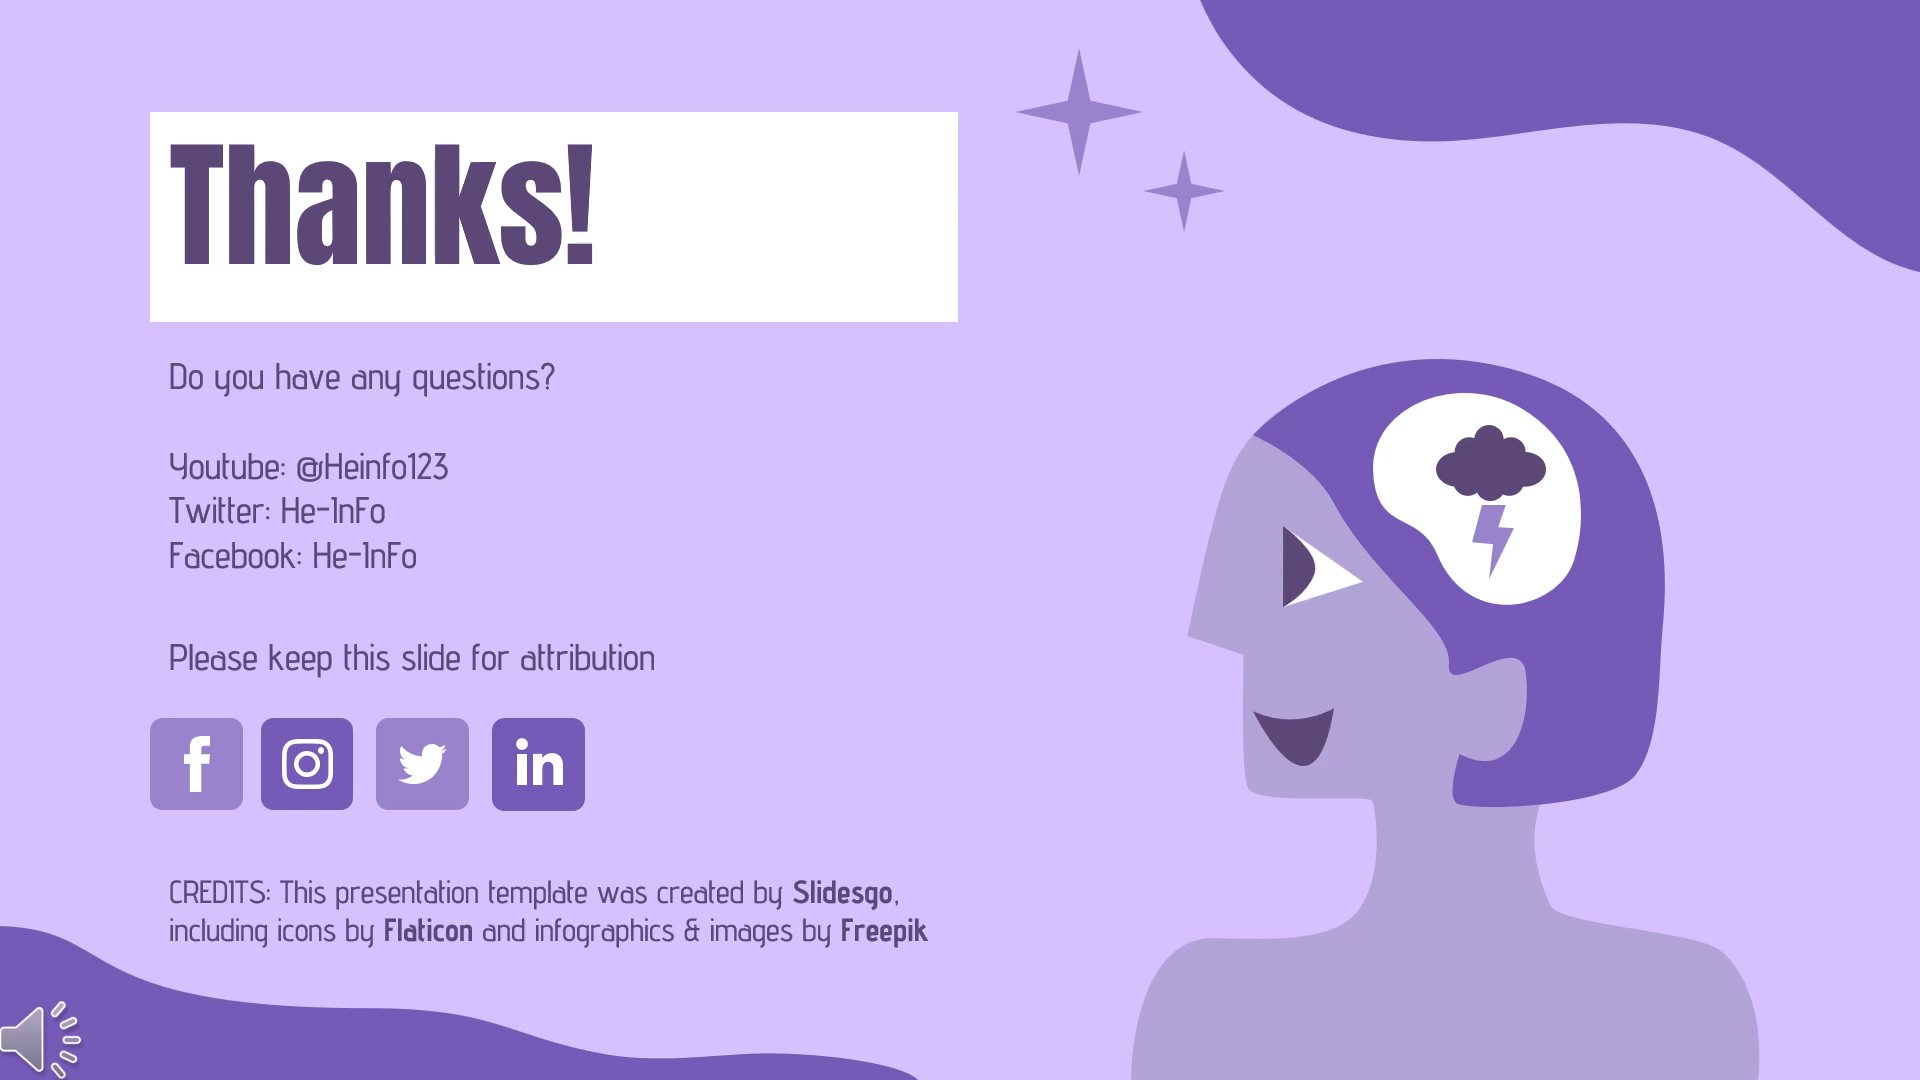 Thanks!
Do you have any questions?
Youtube: @Heinfo123
Twitter: He-InFo
Facebook: He-InFo
Please keep this slide for attribution
f
in
CREDITS: This presentation template was created by Slidesgo,
including icons by Flaticon and infographics & images by Freepik